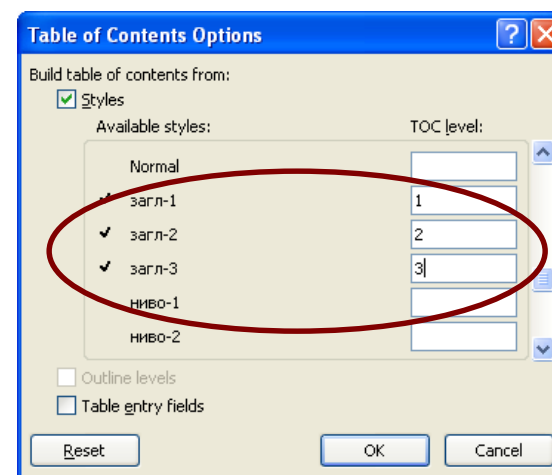 Table of Contents Options
Build table of contents from:
Styles
Available styles: TOC level:
Normal
загл-1 1
загл-2 2
загл-3 3
ниво-1
ниво-2
Outline levels
Table entry fields
Reset OK Cancel